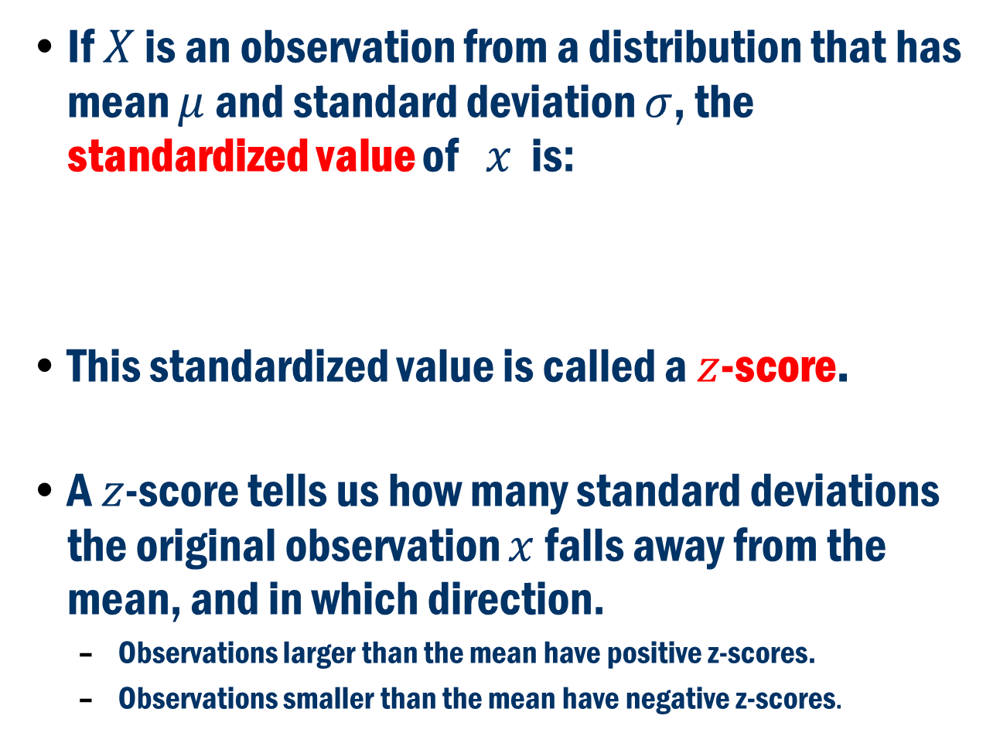 • If X is an observation from a distribution that has
mean μ and standard deviation σ, the
standardized value of x is:
• This standardized value is called a z-score.
• A z-score tells us how many standard deviations
the original observation x falls away from the
mean, and in which direction.
– Observations larger than the mean have positive z-scores.
– Observations smaller than the mean have negative z-scores.